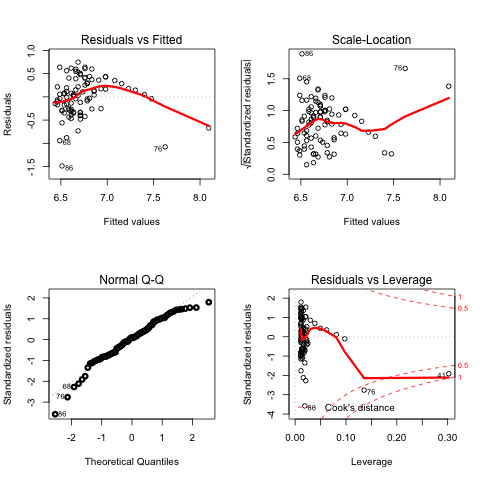 Residuals vs Fitted
Residuals
1.0
0.5
-0.5
-1.5
68
86
76
6.5 7.0 7.5 8.0
Fitted values
Scale-Location
√|Standardized residuals|
1.5
1.0
0.5
0.0
86
68
76
6.5 7.0 7.5 8.0
Fitted values
Normal Q-Q
Standardized residuals
2
1
0
-1
-2
-3
68
76
86
-2 -1 0 1 2
Theoretical Quantiles
Residuals vs Leverage
Standardized residuals
2
1
0
-1
-2
-3
-4
1
0.5
0.5
1
41
76
86
Cook's distance
0.00 0.10 0.20 0.30
Leverage